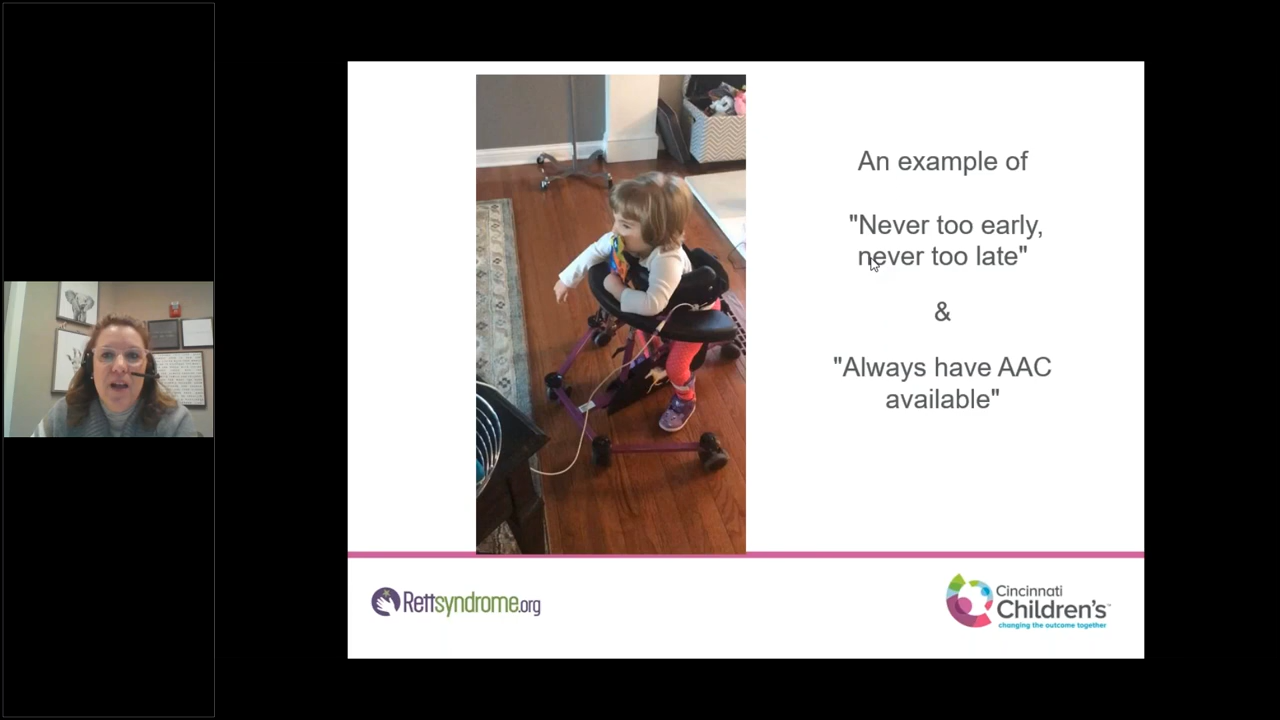 An example of
"Never too early,
never too late"
&
"Always have AAC
available"
Rettsyndrome.org
Cincinnati
Children's™
changing the outcome together